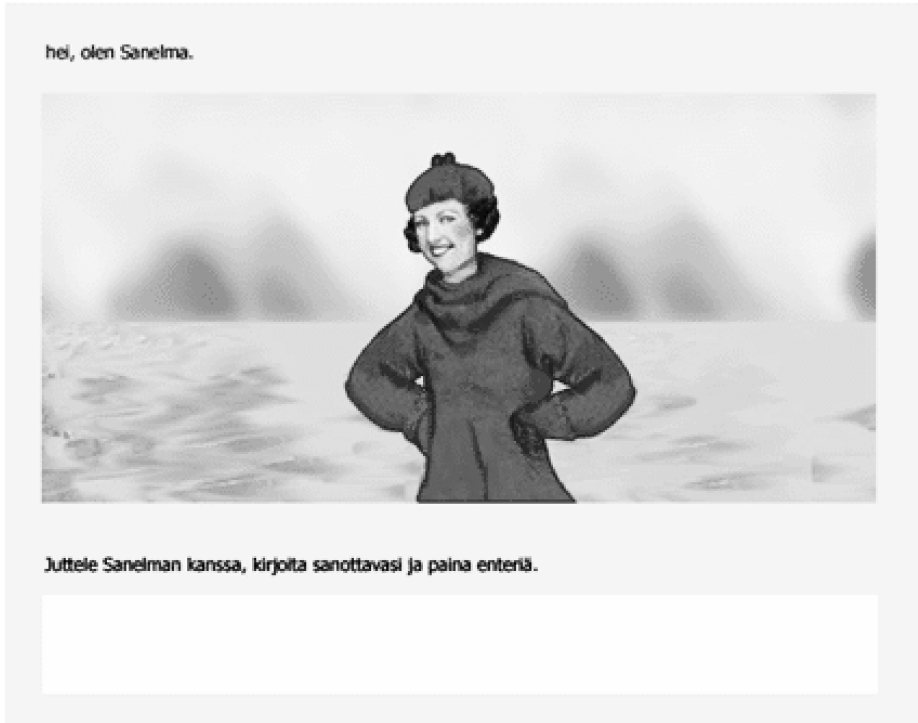 hei, olen Sanelma.
Juttele Sanelman kanssa, kirjoita sanottavasi ja paina enteriä.